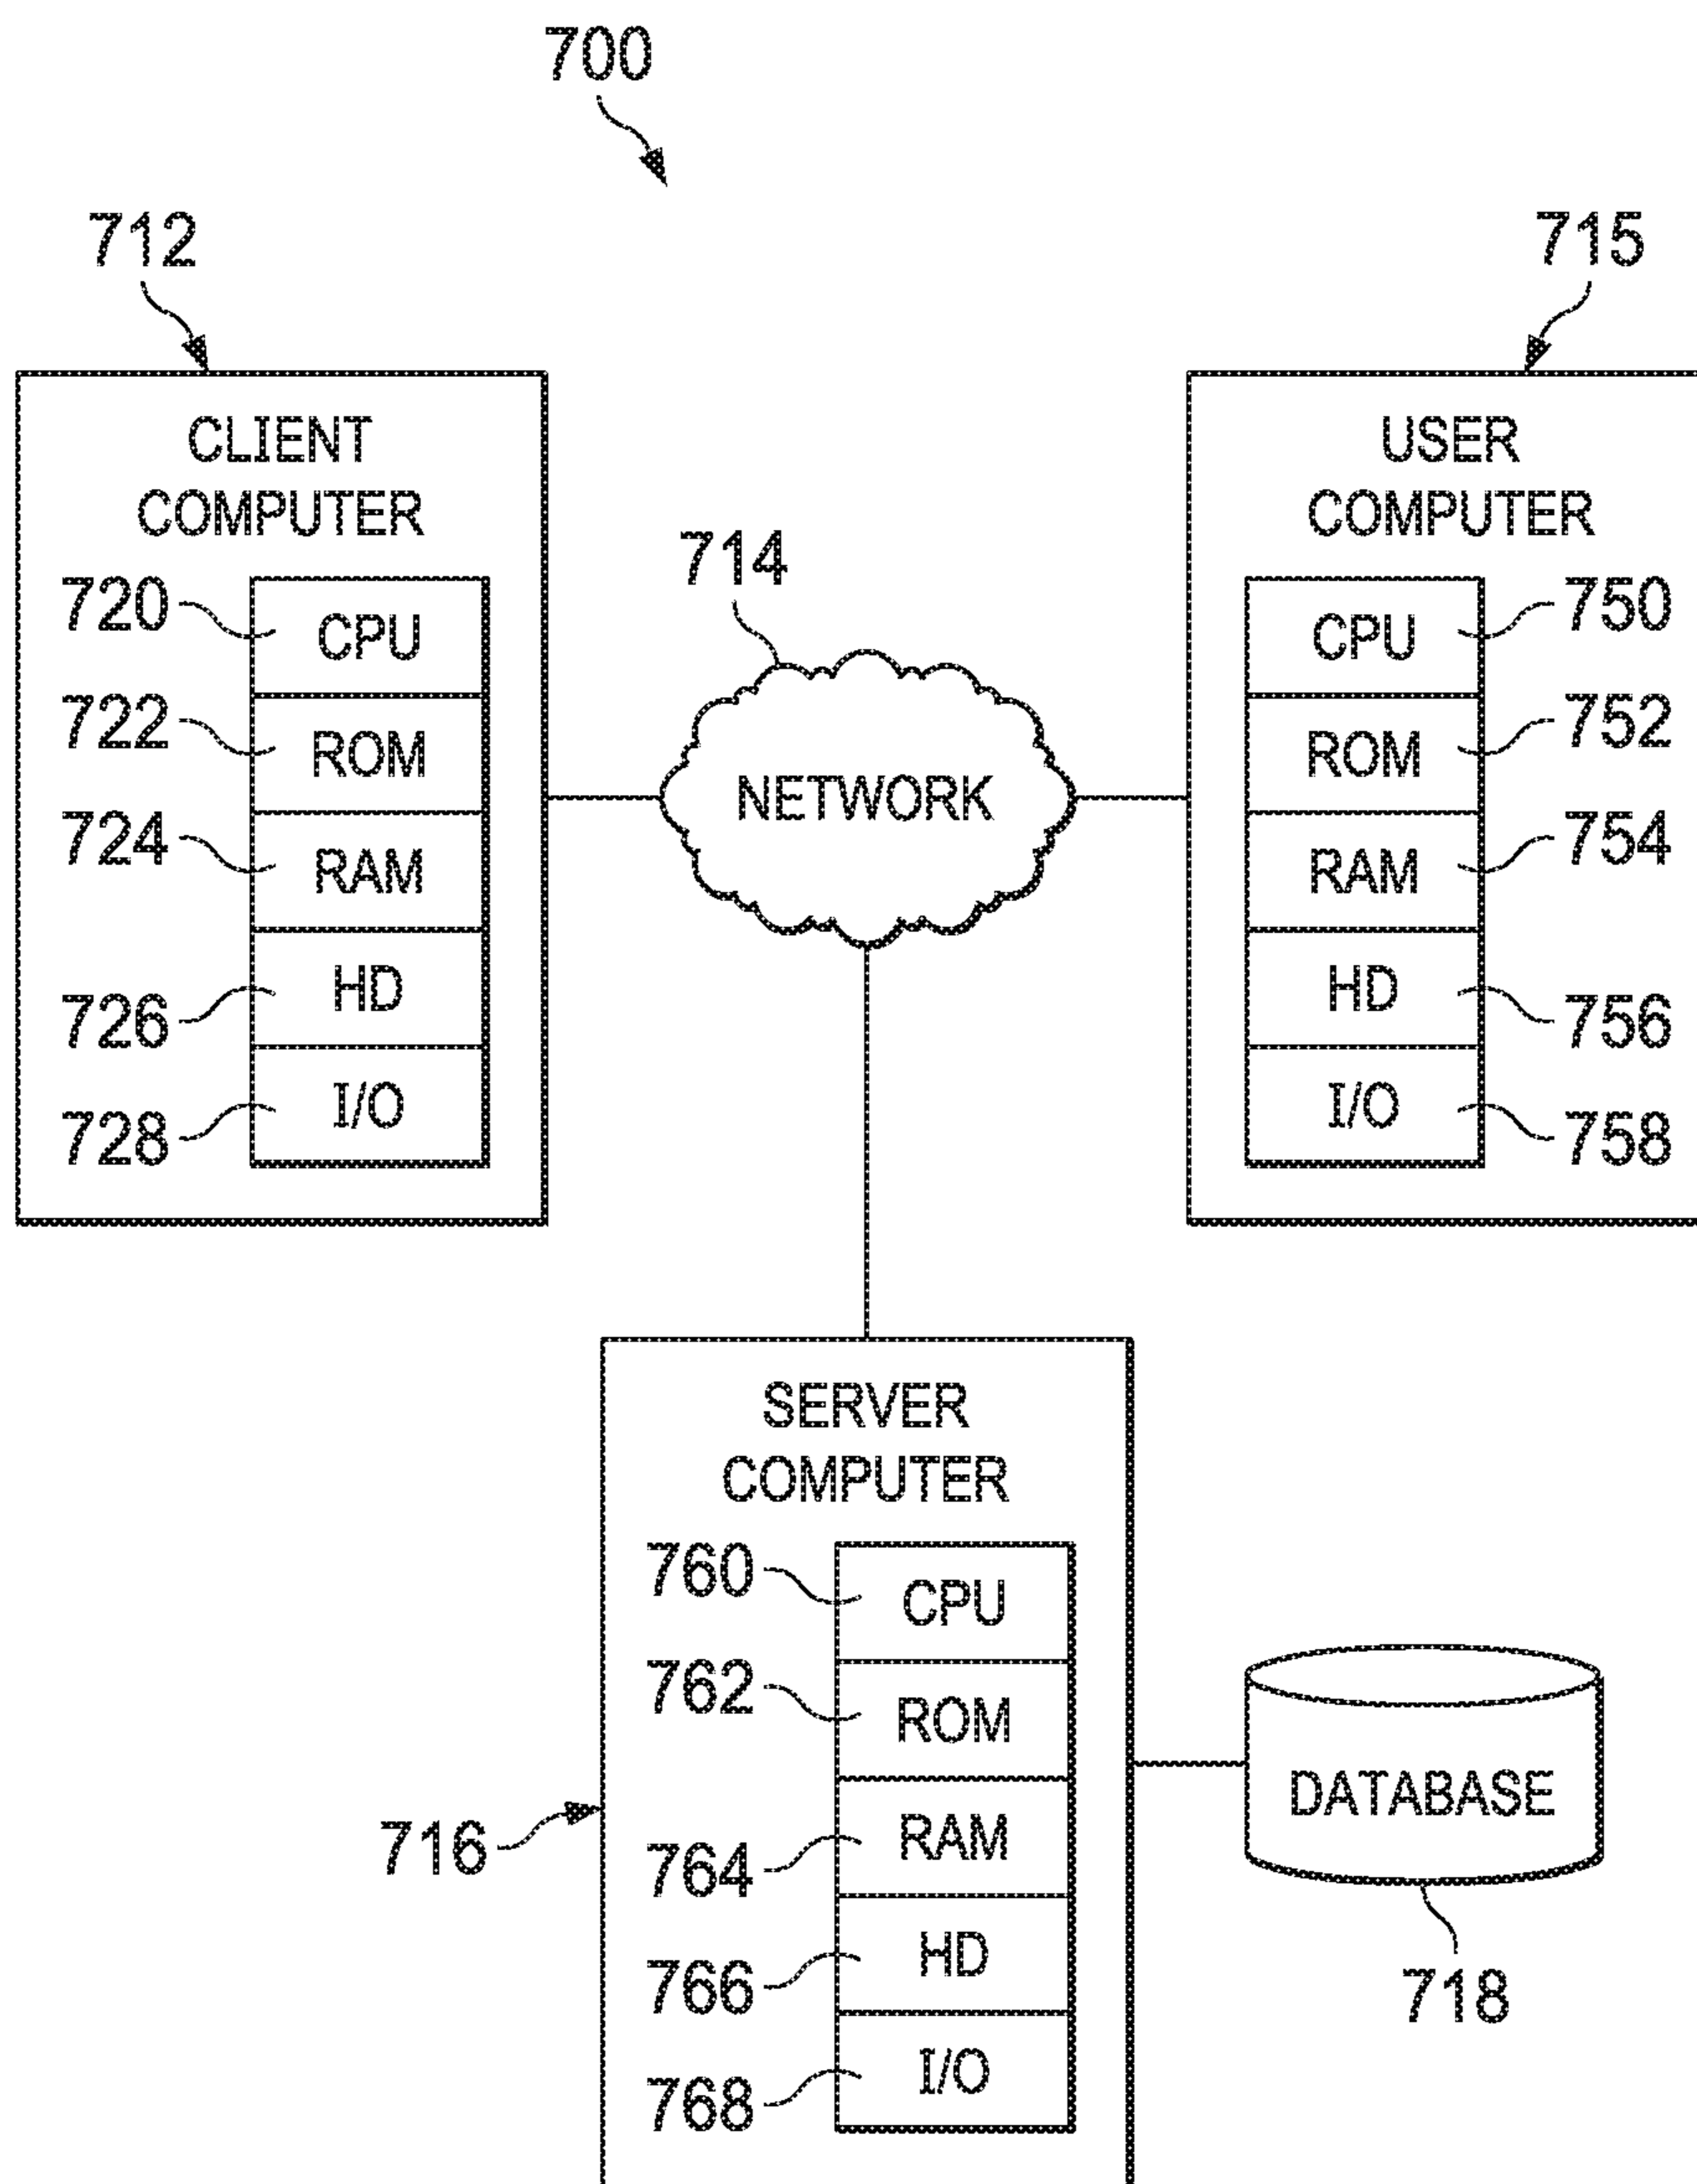 700
712
715
CLIENT
COMPUTER
USER
COMPUTER
714
720
CPU
722
ROM
724
RAM
726
HD
728
I/O
NETWORK
CPU
750
ROM
752
RAM
754
HD
756
I/O
758
SERVER
COMPUTER
716
760
CPU
762
ROM
764
RAM
766
HD
768
I/O
DATABASE
718